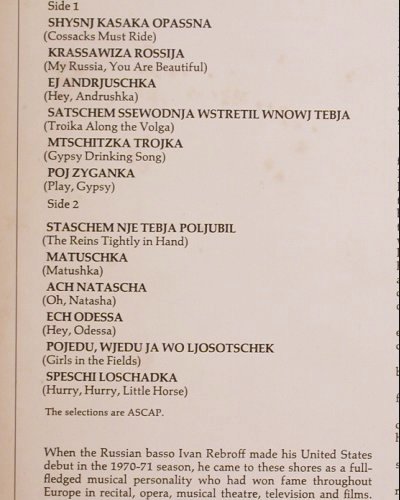 Side 1
SHYSNJ KASAKA OPASSNA
(Cossacks Must Ride)
KRASSAWIZA ROSSIJA
(My Russia, You Are Beautiful)
EJ ANDRJUSCHKA
(Hey, Andrushka)
SATSCHEM SSEWODNJA WSTRETIL WNOWJ TEBJA
(Troika Along the Volga)
MTSCHITZKA TROJKA
(Gypsy Drinking Song)
POJ ZYGANKA
(Play, Gypsy)
Side 2
STASCHEM NJE TEBJA POLJUBIL
(The Reins Tightly in Hand)
MATUSCHKA
(Matushka)
ACH NATASCHA
(Oh, Natasha)
ECH ODESSA
(Hey, Odessa)
POJEDU, WJEDU JA WO LJOSOTSCHEK
(Girls in the Fields)
SPESCHI LOSCHADKA
(Hurry, Hurry, Little Horse)
The selections are ASCAP.
When the Russian basso Ivan Rebroff made his United States
debut in the 1970-71 season, he came to these shores as a full-
fledged musical personality who had won fame throughout
Europe in recital, opera, musical theatre, television and films.